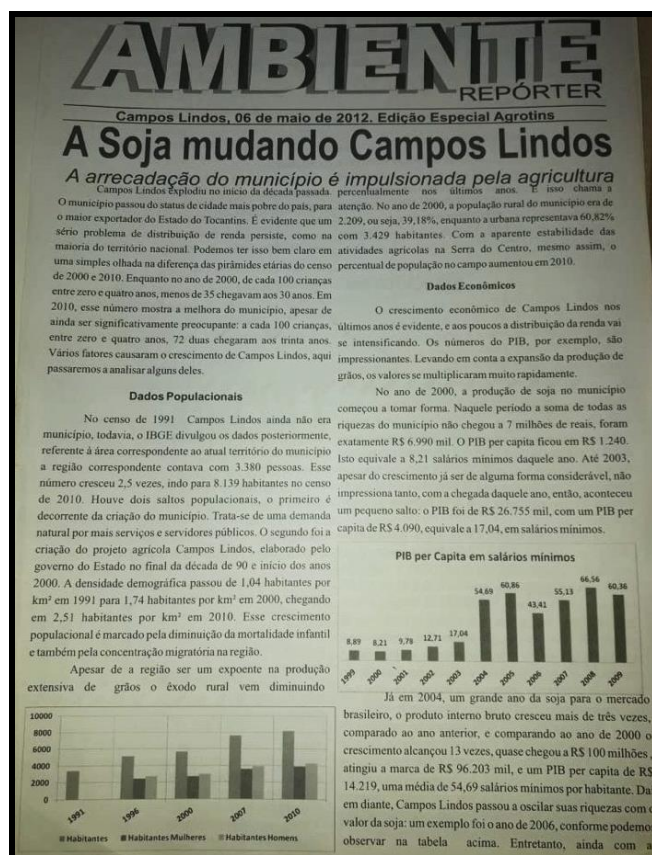 AMBIENTE
REPÓRTER
Campos Lindos, 06 de maio de 2012. Edição Especial Agrotins
A Soja mudando Campos Lindos
A arrecadação do município é impulsionada pela agricultura
Campos Lindos explodiu no início da década passada.
O município passou do status de cidade mais pobre do país, para
o maior exportador do Estado do Tocantins. É evidente que um
sério problema de distribuição de renda persiste, como na
maioria do território nacional. Podemos ter isso bem claro em
uma simples olhada na diferença das pirâmides etárias do censo
de 2000 e 2010. Enquanto no ano de 2000, de cada 100 crianças
entre zero e quatro anos, menos de 35 chegavam aos 30 anos. Em
2010, esse número mostra a melhora do município, apesar de
ainda ser significativamente preocupante: a cada 100 crianças,
entre zero e quatro anos, 72 duas chegaram aos trinta anos.
Vários fatores causaram o crescimento de Campos Lindos, aqui
passaremos a analisar alguns deles.
Dados Populacionais
No censo de 1991 Campos Lindos ainda não era
município, todavia, o IBGE divulgou os dados posteriormente,
referente á área correspondente ao atual território do município
a região correspondente contava com 3.380 pessoas. Esse
número cresceu 2,5 vezes, indo para 8.139 habitantes no censo
de 2010. Houve dois saltos populacionais, o primeiro é
decorrente da criação do município. Trata-se de uma demanda
natural por mais serviços e servidores públicos. O segundo foi a
criação do projeto agrícola Campos Lindos, elaborado pelo
governo do Estado no final da década de 90 e início dos anos
2000. A densidade demográfica passou de 1,04 habitantes por
km² em 1991 para 1,74 habitantes por km² em 2000, chegando
em 2,51 habitantes por km² em 2010. Esse crescimento
populacional é marcado pela diminuição da mortalidade infantil
e também pela concentração migratória na região.
Apesar de a região ser um expoente na produção
extensiva de grãos o êxodo rural vem diminuindo
10000
8000
6000
4000
2000
0
1991 1996 2000 2007 2010
Habitantes Habitantes Mulheres Habitantes Homens
percentualmente nos últimos anos. E isso chama a
atenção. No ano de 2000, a população rural do município era de
2.209, ou seja, 39,18%, enquanto a urbana representava 60,82%
com 3.429 habitantes. Com a aparente estabilidade das
atividades agrícolas na Serra do Centro, mesmo assim, o
percentual de população no campo aumentou em 2010.
Dados Econômicos
O crescimento econômico de Campos Lindos nos
últimos anos é evidente, e aos poucos a distribuição da renda vai
se intensificando. Os números do PIB, por exemplo, são
impressionantes. Levando em conta a expansão da produção de
grãos, os valores se multiplicaram muito rapidamente.
No ano de 2000, a produção de soja no município
começou a tomar forma. Naquele período a soma de todas as
riquezas do município não chegou a 7 milhões de reais, foram
exatamente R$ 6.990 mil. O PIB per capita ficou em R$ 1.240.
Isto equivale a 8,21 salários mínimos daquele ano. Até 2003,
apesar do crescimento já ser de alguma forma considerável, não
impressiona tanto, com a chegada daquele ano, então, aconteceu
um pequeno salto: o PIB foi de R$ 26.755 mil, com um PIB per
capita de R$ 4.090, equivale a 17,04, em salários mínimos.
PIB per Capita em salários mínimos
8,89 8,21 9,78 12,71 17,04 54,69 60,86 43,41 55,13 66,56 60,36
1999 2000 2001 2002 2003 2004 2005 2006 2007 2008 2009
Já em 2004, um grande ano da soja para o mercado
brasileiro, o produto interno bruto cresceu mais de três vezes,
comparado ao ano anterior, e comparando ao ano de 2000 o
crescimento alcançou 13 vezes, quase chegou a R$ 100 milhões,
atingiu a marca de R$ 96.203 mil, e um PIB per capita de R$
14.219, uma média de 54,69 salários mínimos por habitante. Da
em diante, Campos Lindos passou a oscilar suas riquezas com o
valor da soja: um exemplo foi o ano de 2006, conforme podemo
observar na tabela acima. Entretanto, ainda com a